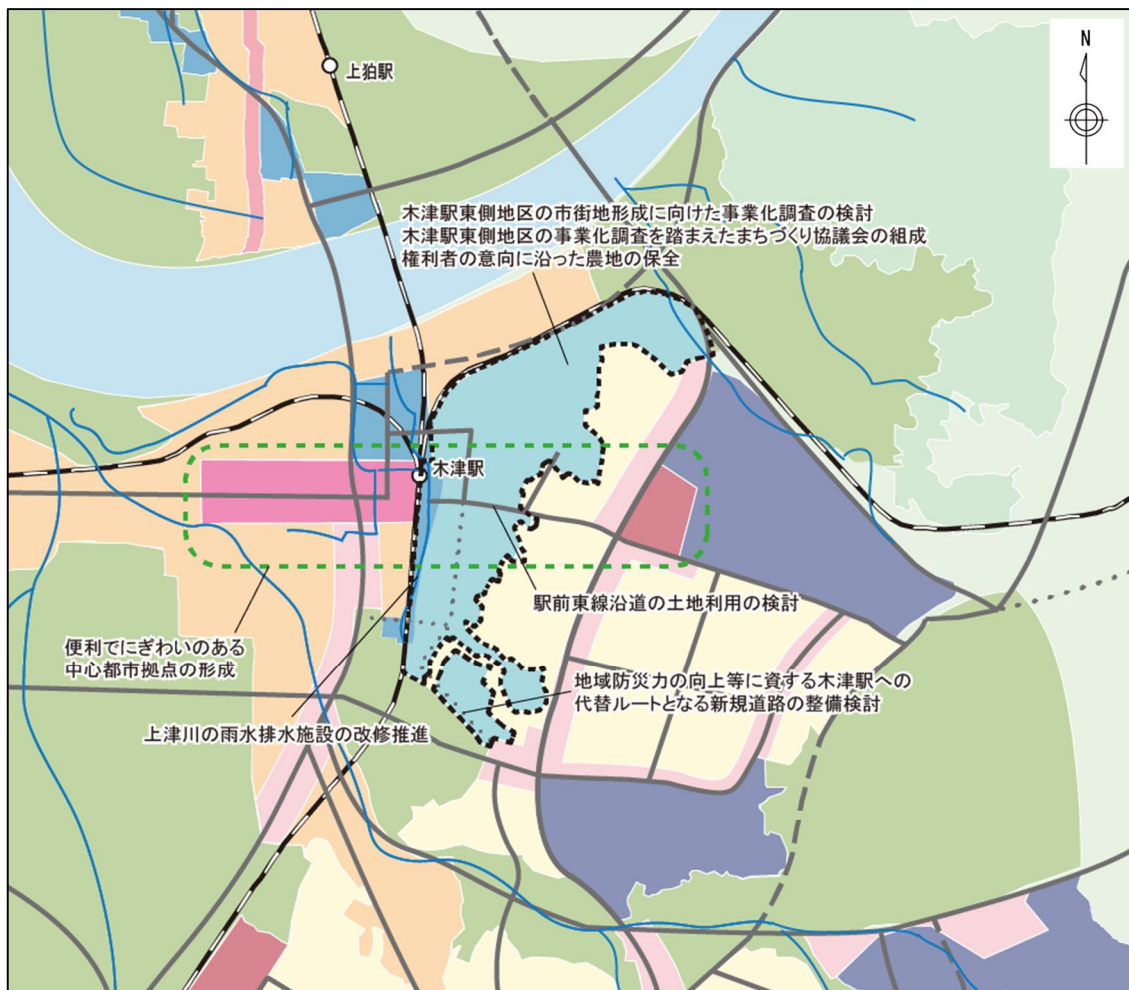 N
上狛駅
木津駅東側地区の市街地形成に向けた事業化調査の検討
木津駅東側地区の事業化調査を踏まえたまちづくり協議会の組成
権利者の意向に沿った農地の保全
木津駅
駅前東線沿道の土地利用の検討
便利でにぎわいのある
中心都市拠点の形成
地域防災力の向上等に資する木津駅への
代替ルートとなる新規道路の整備検討
上津川の雨水排水施設の改修推進